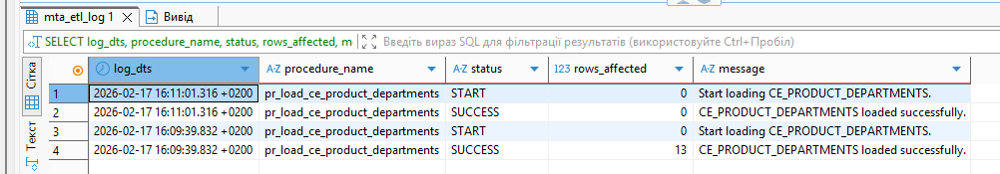 mta_etl_log 1 Вивід
SELECT log_dts, procedure_name, status, rows_affected, m Введіть вираз SQL для фільтрації результатів (використовуйте Ctrl+Пробіл)
Сітка
Текст
log_dts A-Z procedure_name A-Z status 123 rows_affected A-Z message
1 2026-02-17 16:11:01.316 +0200 pr_load_ce_product_departments START 0 Start loading CE_PRODUCT_DEPARTMENTS.
2 2026-02-17 16:11:01.316 +0200 pr_load_ce_product_departments SUCCESS 0 CE_PRODUCT_DEPARTMENTS loaded successfully.
3 2026-02-17 16:09:39.832 +0200 pr_load_ce_product_departments START 0 Start loading CE_PRODUCT_DEPARTMENTS.
4 2026-02-17 16:09:39.832 +0200 pr_load_ce_product_departments SUCCESS 13 CE_PRODUCT_DEPARTMENTS loaded successfully.